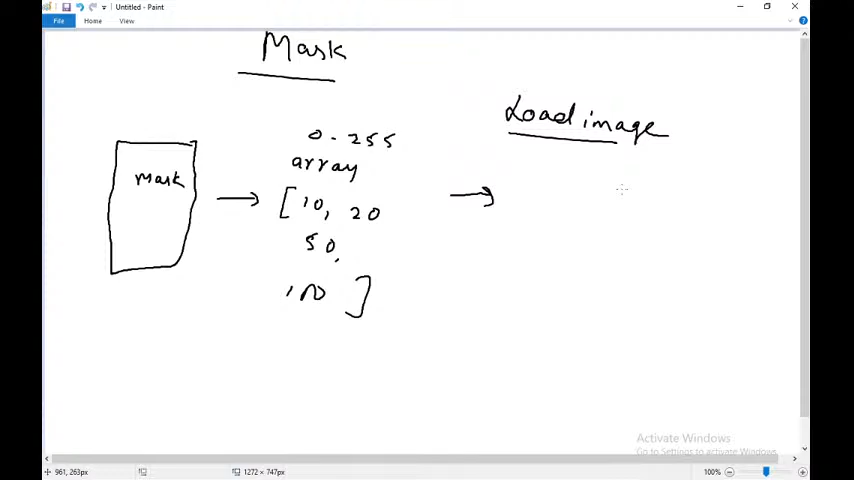 Untitled - Paint
File Home View
Mask
Load image
0-255
array
mask
[10, 20
50,
100 ]
Activate Windows
Go to Settings to activate Windows.
961, 263px
1272 × 747px
100%